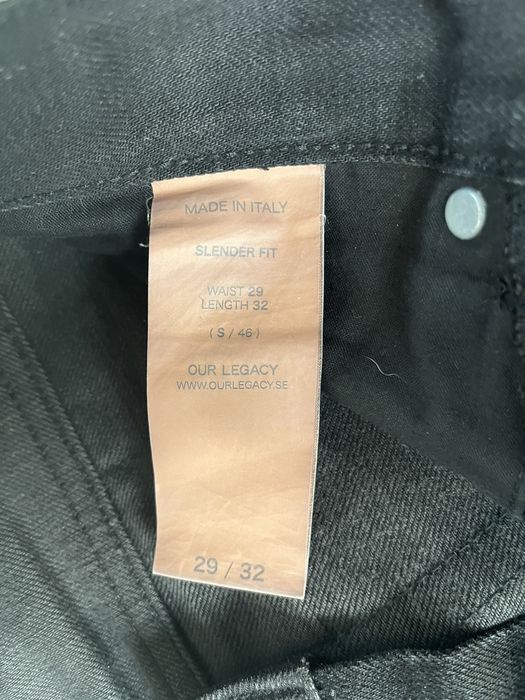 MADE IN ITALY
SLENDER FIT
WAIST 29
LENGTH 32
( S / 46 )
OUR LEGACY
WWW.OURLEGACY.SE
29 / 32